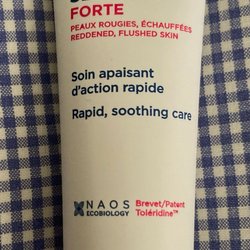 FORTE
PEAUX ROUGIES, ÉCHAUFFÉES
REDDENED, FLUSHED SKIN
Soin apaisant
d'action rapide
Rapid, soothing care
NAOS
ECOBIOLOGY
Brevet/Patent
Toléridine™